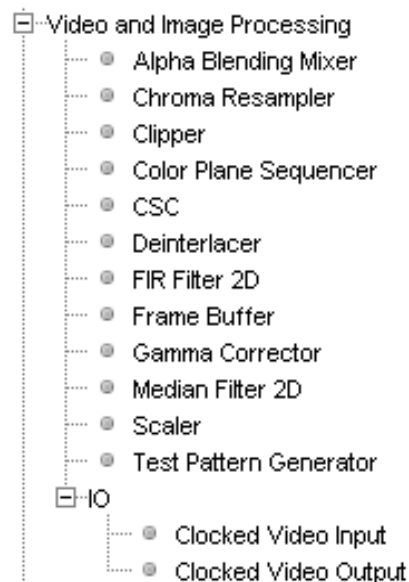 Video and Image Processing
Alpha Blending Mixer
Chroma Resampler
Clipper
Color Plane Sequencer
CSC
Deinterlacer
FIR Filter 2D
Frame Buffer
Gamma Corrector
Median Filter 2D
Scaler
Test Pattern Generator
IO
Clocked Video Input
Clocked Video Output